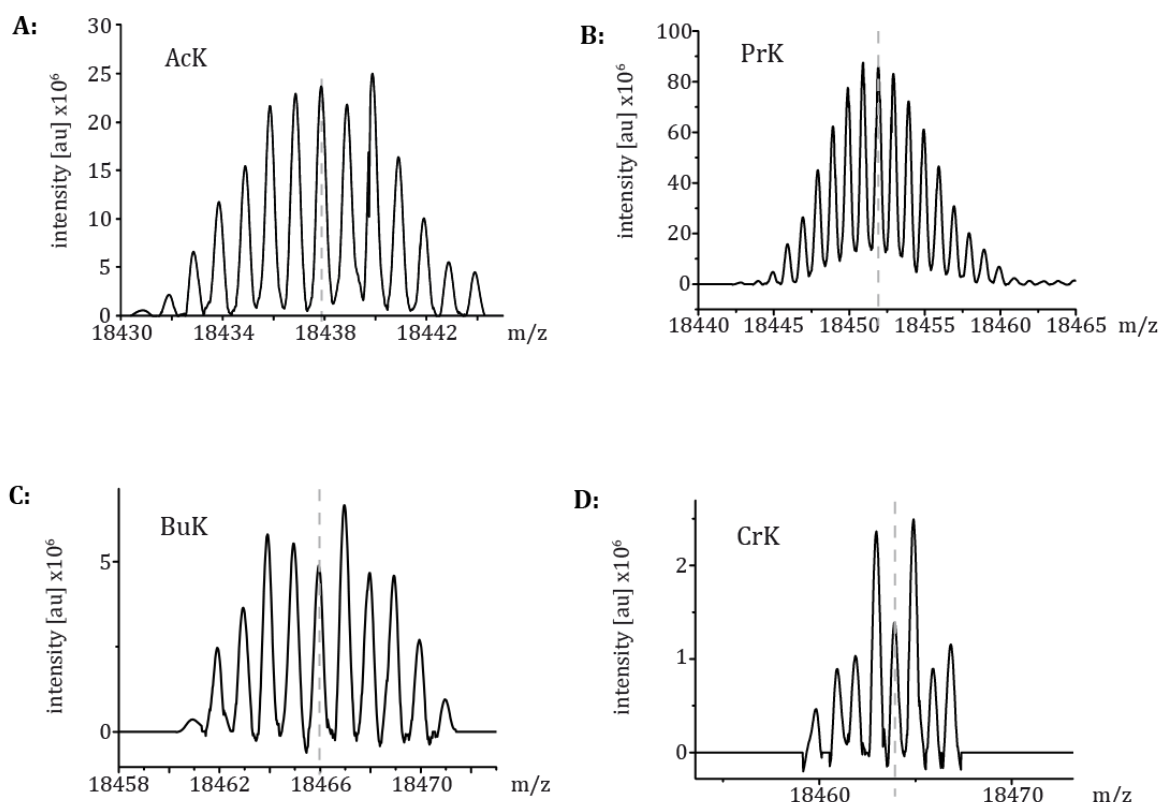 A:
AcK
intensity [au] x10⁶
30
25
20
15
10
5
0
18430 18434 18438 18442 m/z
B:
PrK
intensity [au] x10⁶
100
80
60
40
20
0
18440 18445 18450 18455 18460 18465 m/z
C:
BuK
intensity [au] x10⁶
5
0
18458 18462 18466 18470 m/z
D:
CrK
intensity [au] x10⁶
2
1
0
18460 18470 m/z